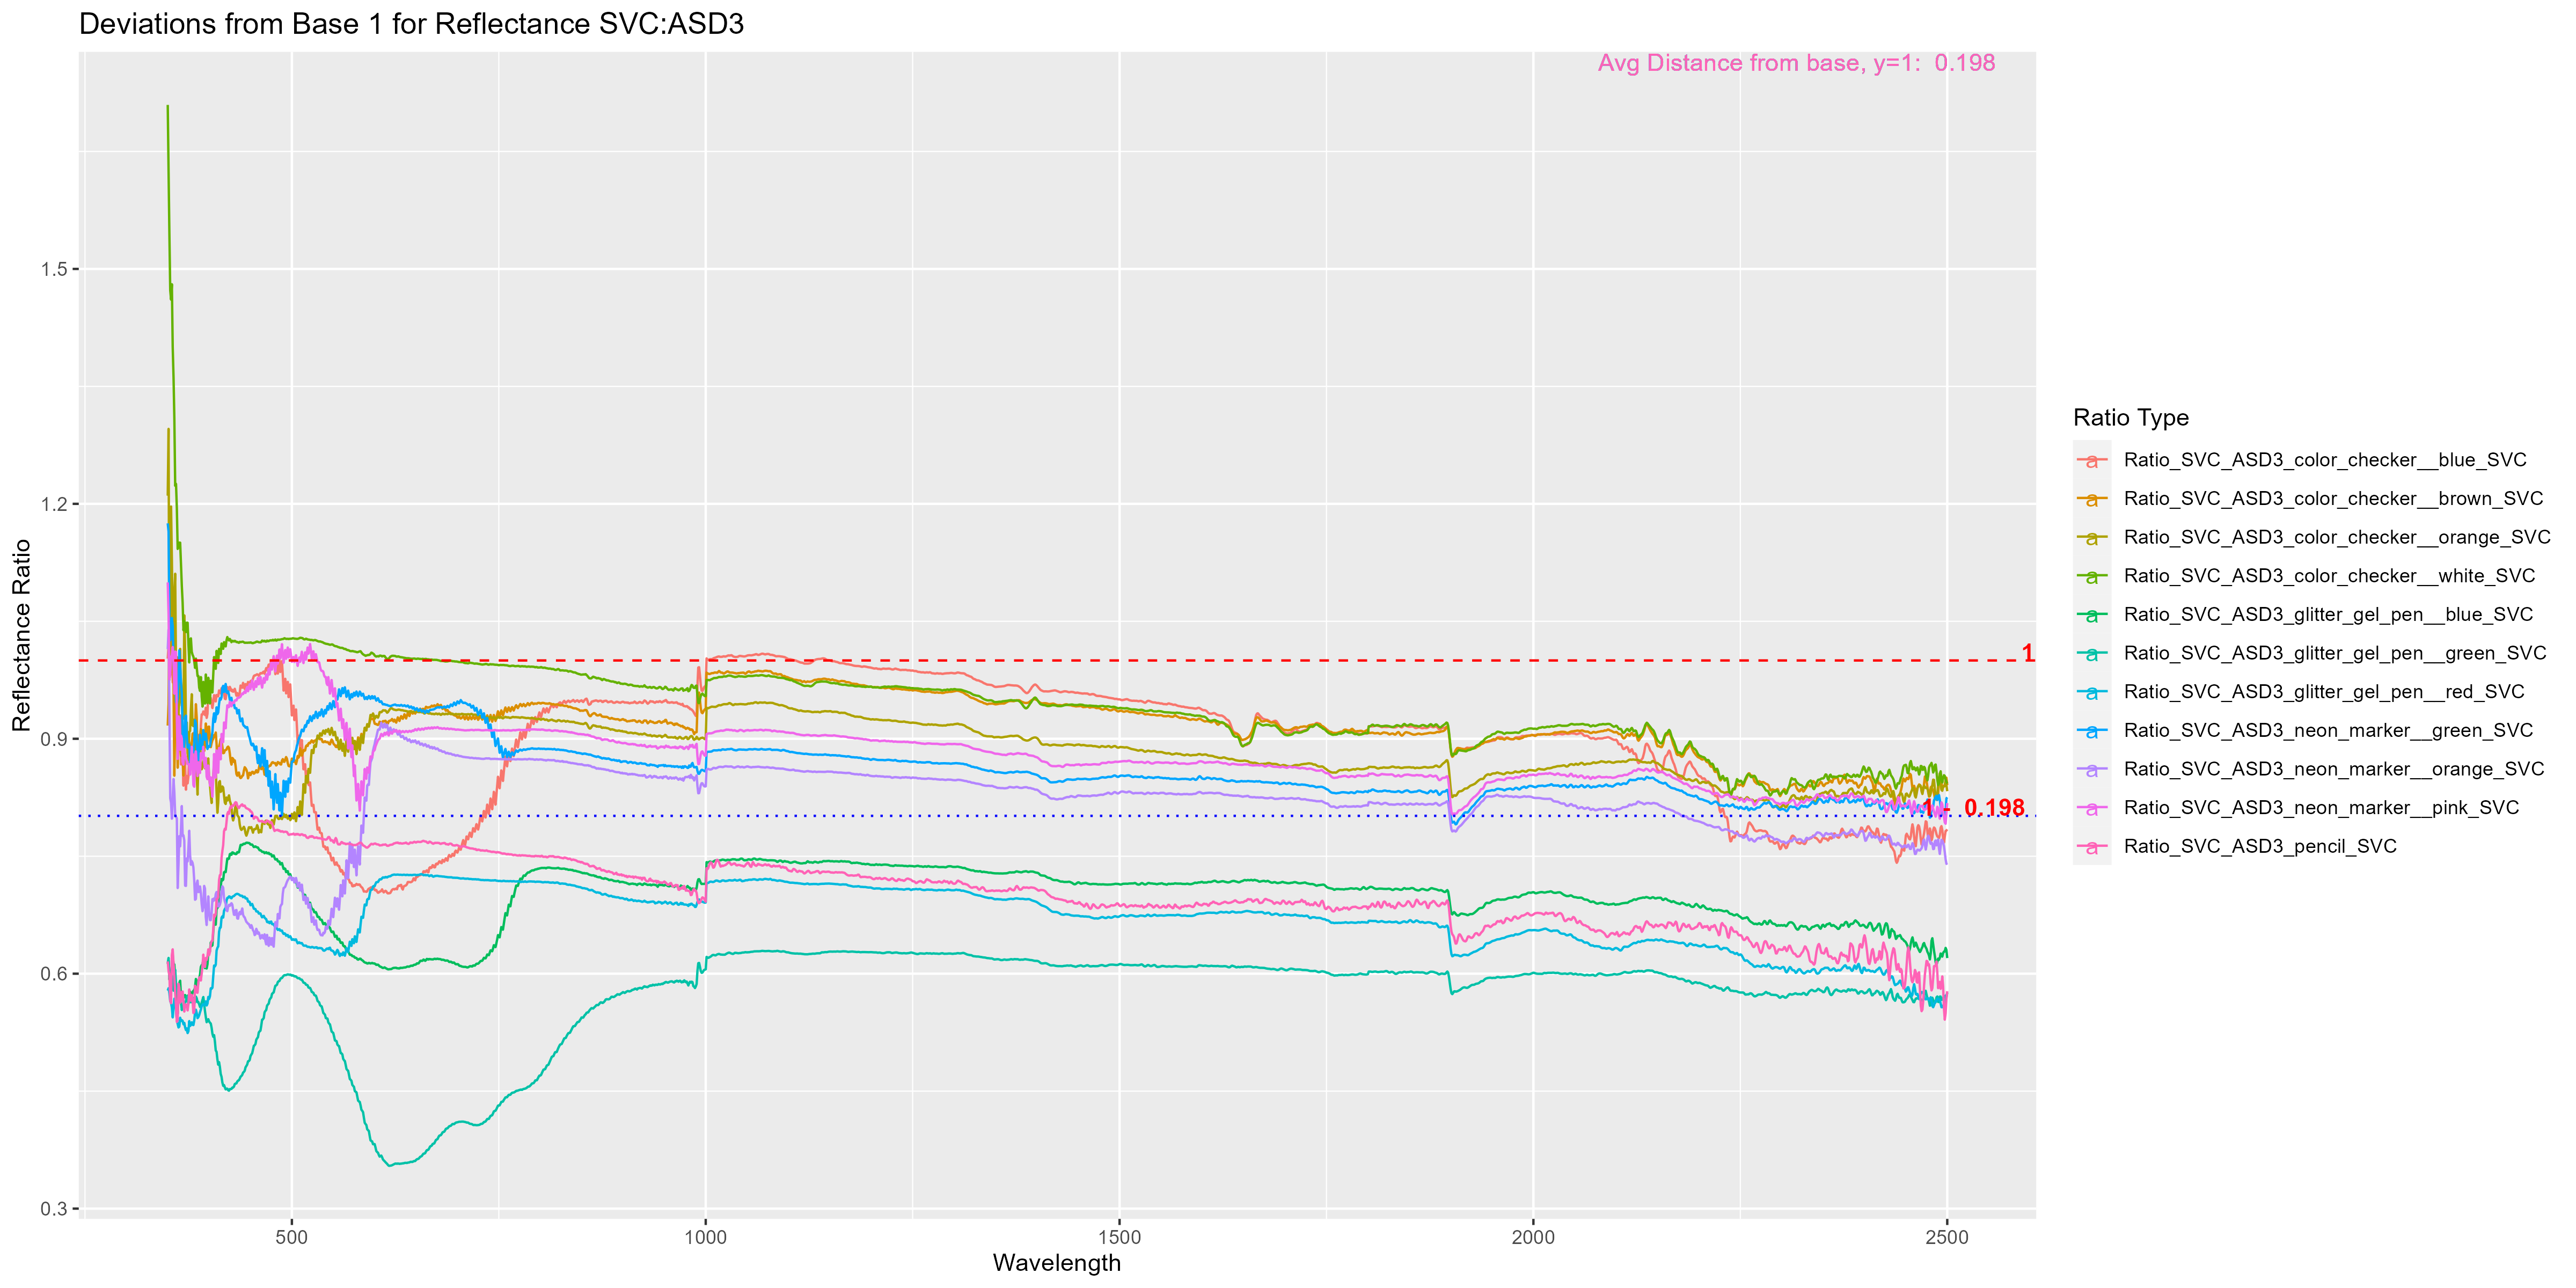 Deviations from Base 1 for Reflectance SVC:ASD3
Avg Distance from base, y=1: 0.198
Reflectance Ratio
1.5
1.2
0.9
0.6
0.3
1
1 - 0.198
500
1000
1500
2000
2500
Wavelength
Ratio Type
a Ratio_SVC_ASD3_color_checker__blue_SVC
a Ratio_SVC_ASD3_color_checker__brown_SVC
a Ratio_SVC_ASD3_color_checker__orange_SVC
a Ratio_SVC_ASD3_color_checker__white_SVC
a Ratio_SVC_ASD3_glitter_gel_pen__blue_SVC
a Ratio_SVC_ASD3_glitter_gel_pen__green_SVC
a Ratio_SVC_ASD3_glitter_gel_pen__red_SVC
a Ratio_SVC_ASD3_neon_marker__green_SVC
a Ratio_SVC_ASD3_neon_marker__orange_SVC
a Ratio_SVC_ASD3_neon_marker__pink_SVC
a Ratio_SVC_ASD3_pencil_SVC